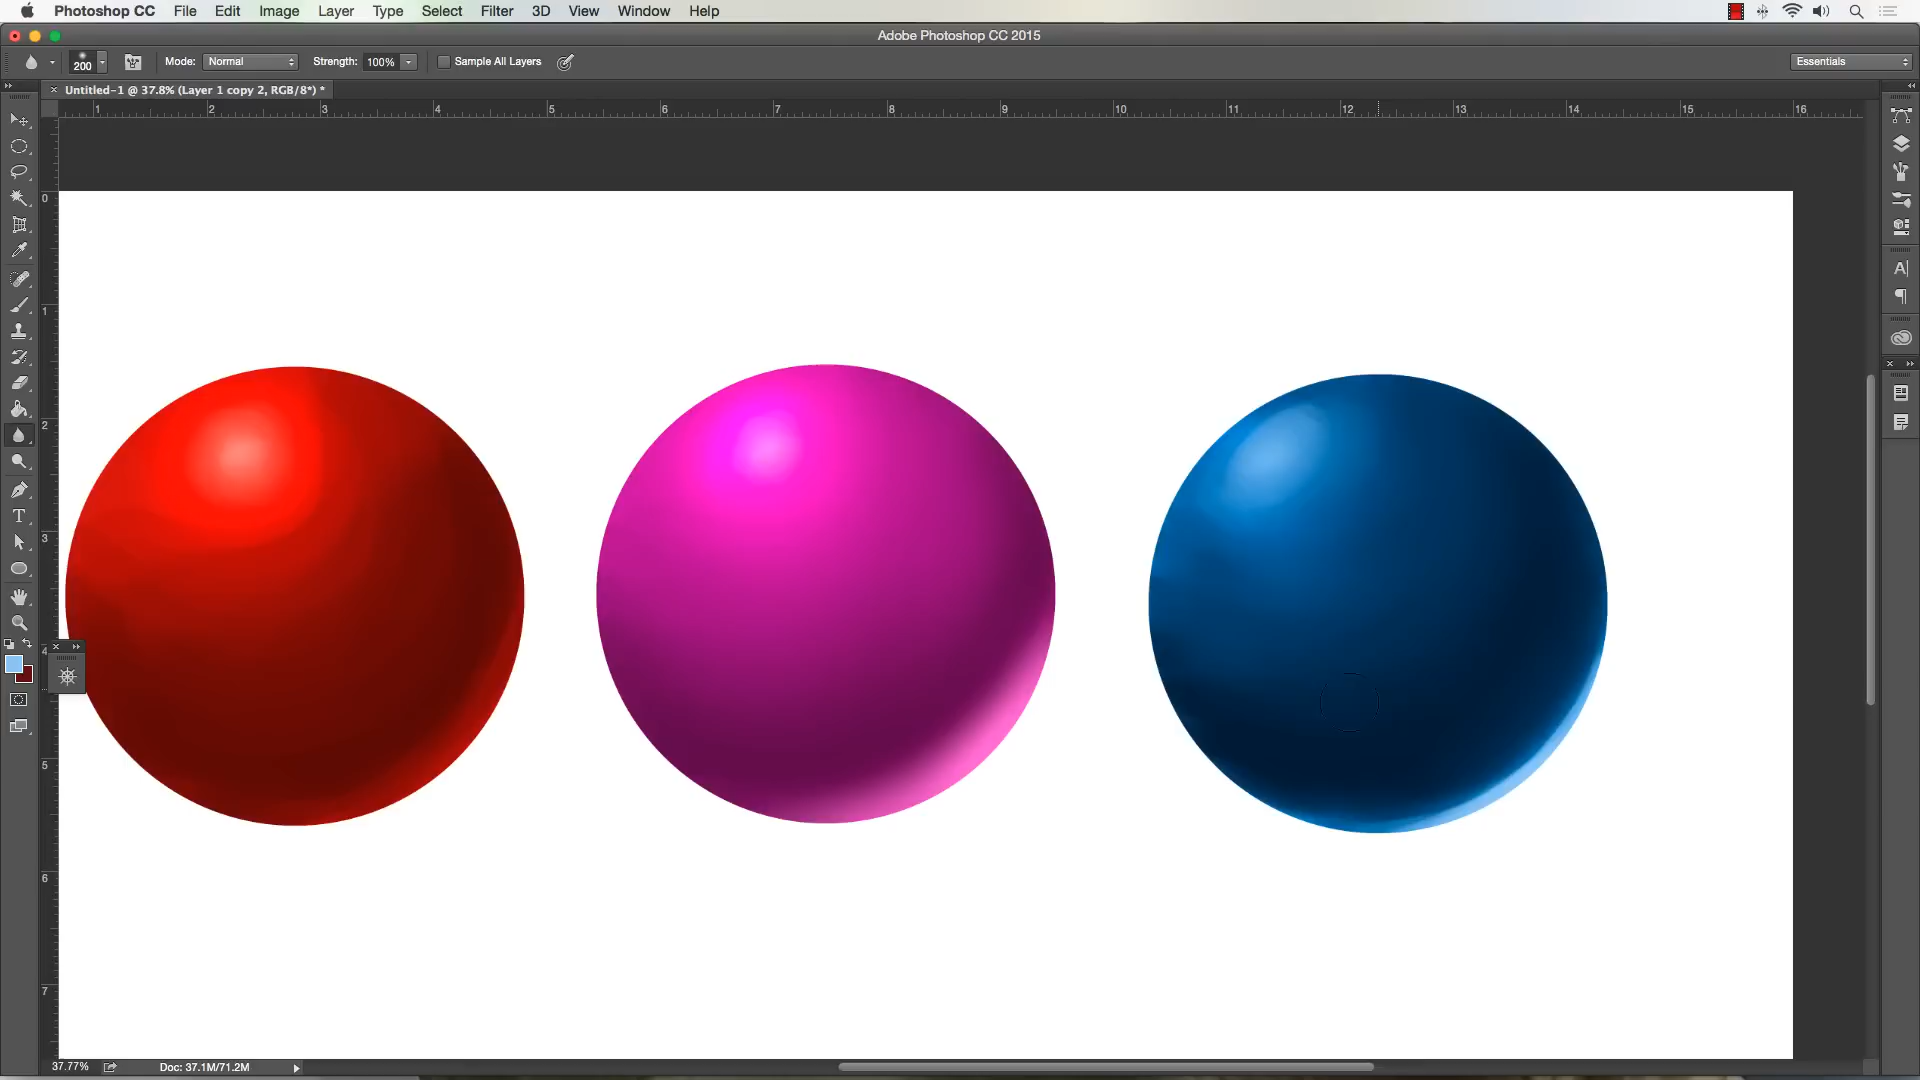 Photoshop CC File Edit Image Layer Type Select Filter 3D View Window Help
Adobe Photoshop CC 2015
200 Mode: Normal Strength: 100% Sample All Layers Essentials
Untitled-1 @ 37.8% (Layer 1 copy 2, RGB/8*) *
1 2 3 4 5 6 7 8 9 10 11 12 13 14 15 16
0
1
2
3
4
5
6
7
37.77% Doc: 37.1M/71.2M